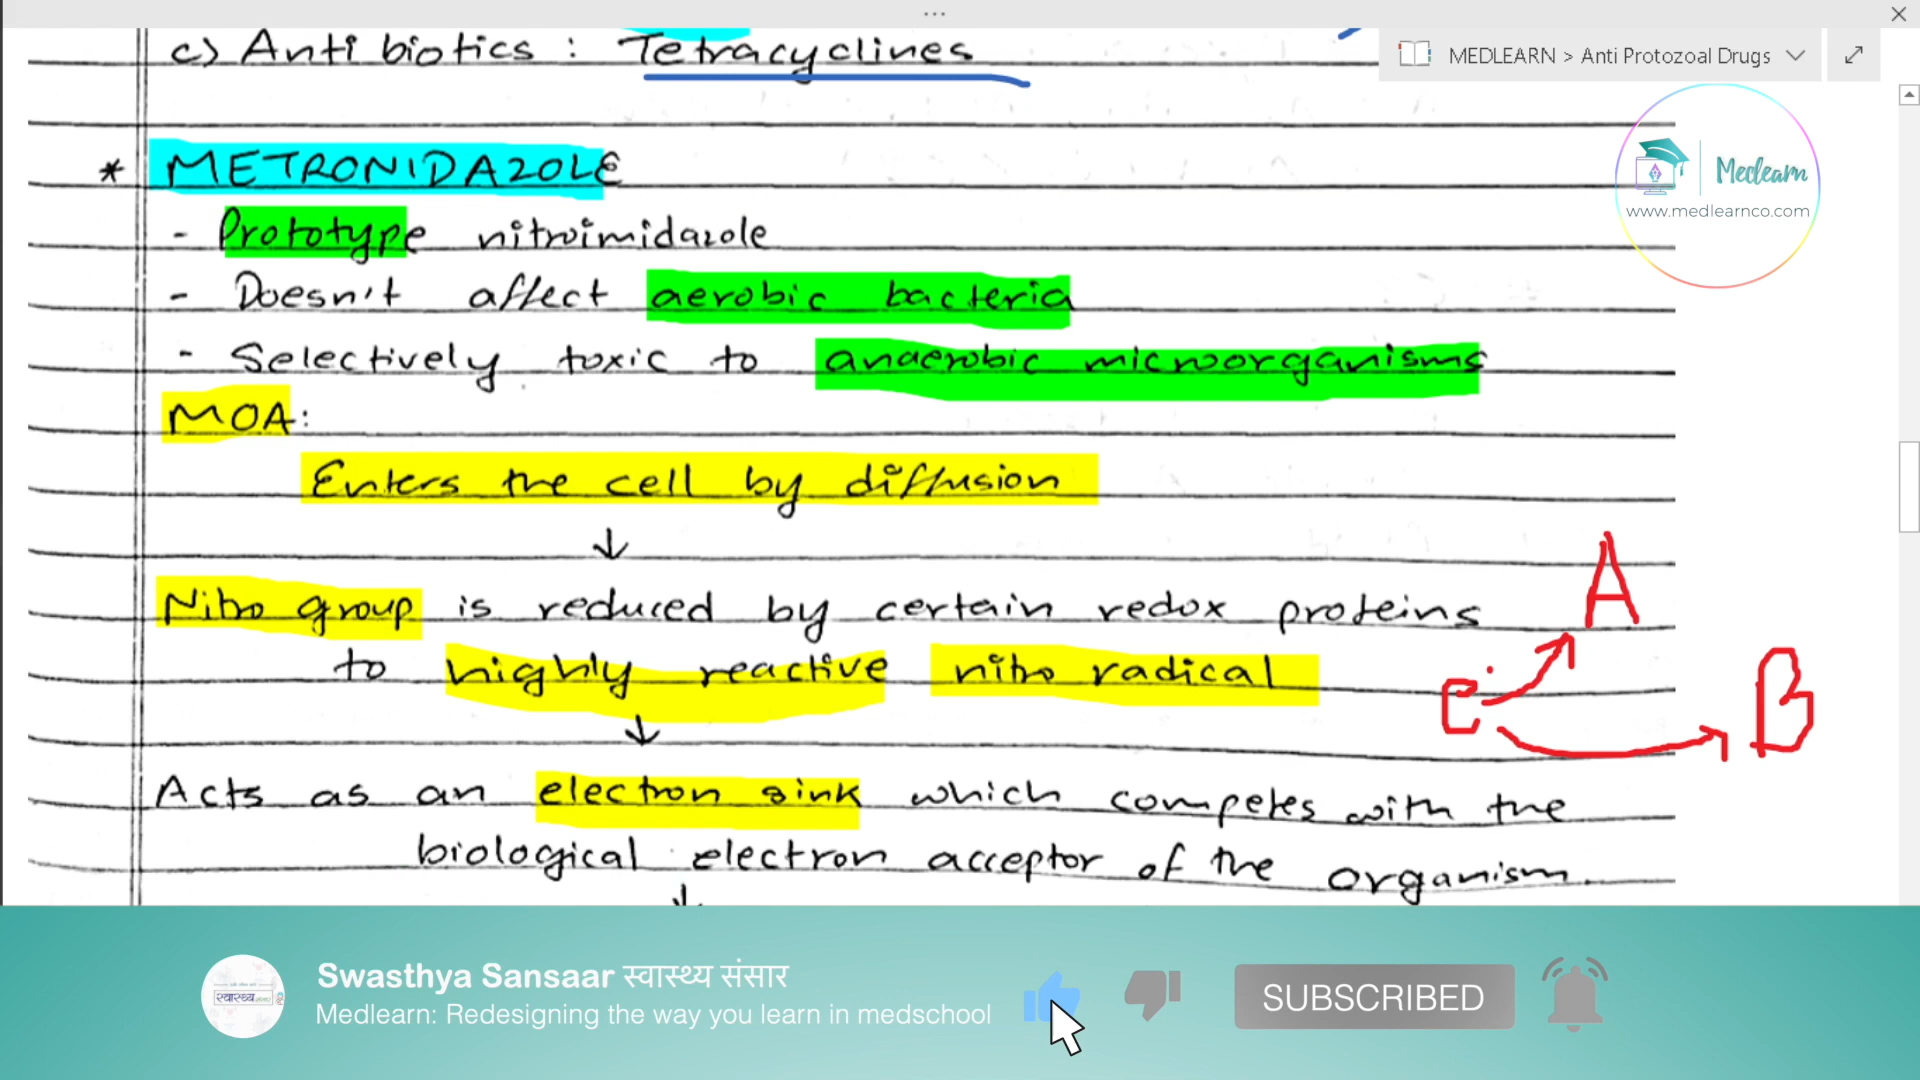 c) Anti biotics : Tetracyclines
MEDLEARN > Anti Protozoal Drugs
Medlearn
www.medlearnco.com
* METRONIDAZOLE
- Prototype nitroimidazole
- Doesn't affect aerobic bacteria
- Selectively toxic to anaerobic microorganisms
MOA:
Enters the cell by diffusion
↓
Nitro group is reduced by certain redox proteins
to highly reactive nitro radical
A
e
B
↓
Acts as an electron sink which competes with the
biological electron acceptor of the organism.
↓
स्वास्थ्य
Swasthya Sansaar स्वास्थ्य संसार
Medlearn: Redesigning the way you learn in medschool
SUBSCRIBED